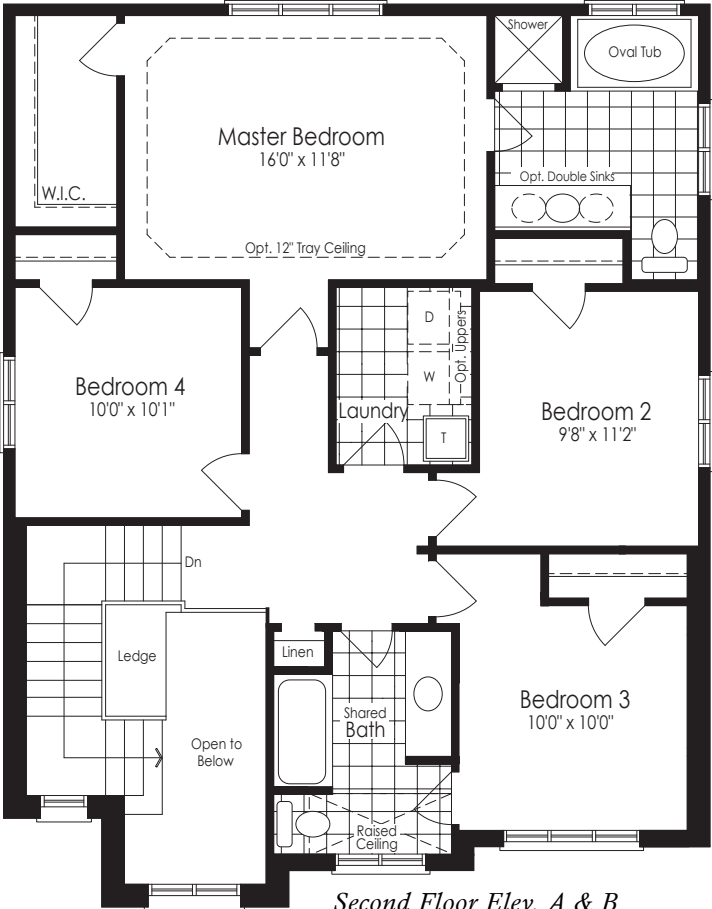 Shower
Oval Tub
Master Bedroom
16'0" x 11'8"
Opt. Double Sinks
W.I.C.
Opt. 12" Tray Ceiling
D
Opt. Uppers
W
Bedroom 4
10'0" x 10'1"
Laundry
Bedroom 2
9'8" x 11'2"
T
Dn
Linen
Ledge
Bedroom 3
10'0" x 10'0"
Shared
Bath
Open to
Below
Raised
Ceiling
Second Floor Elev. A & B